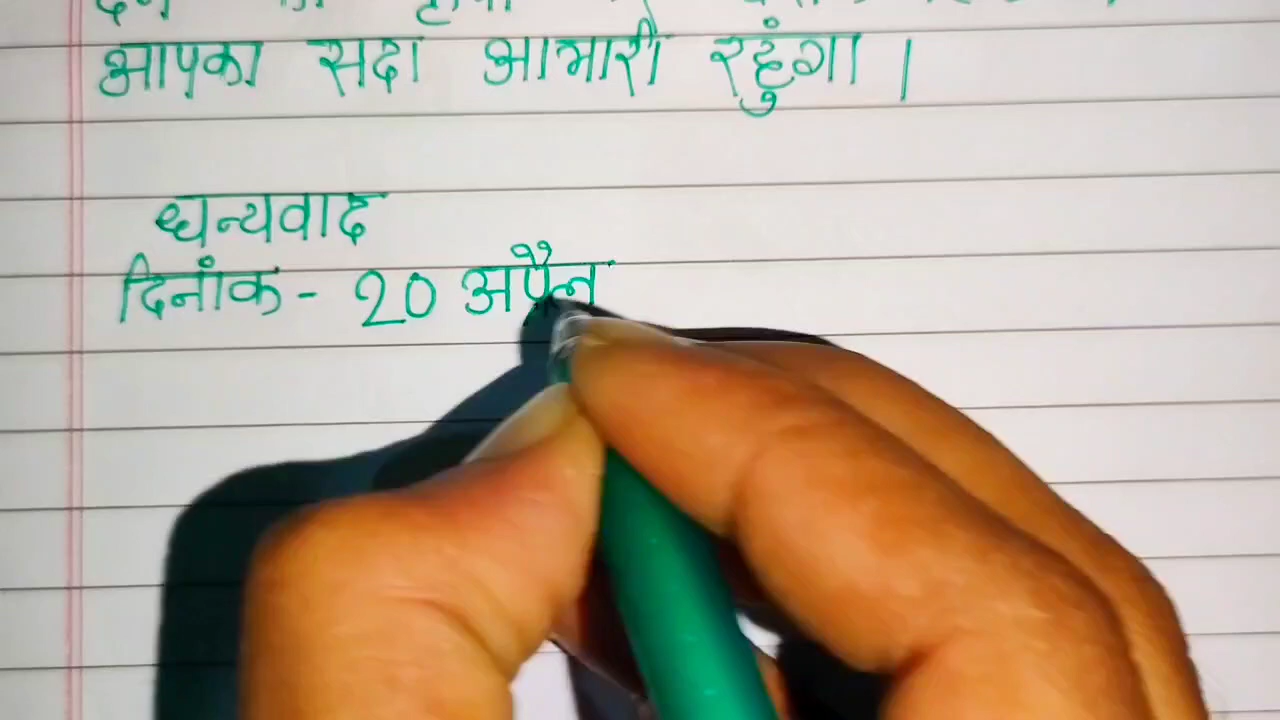 आपका सदा आभारी रहुंगा ।
धन्यवाद
दिनांक - 20 अप्रैल